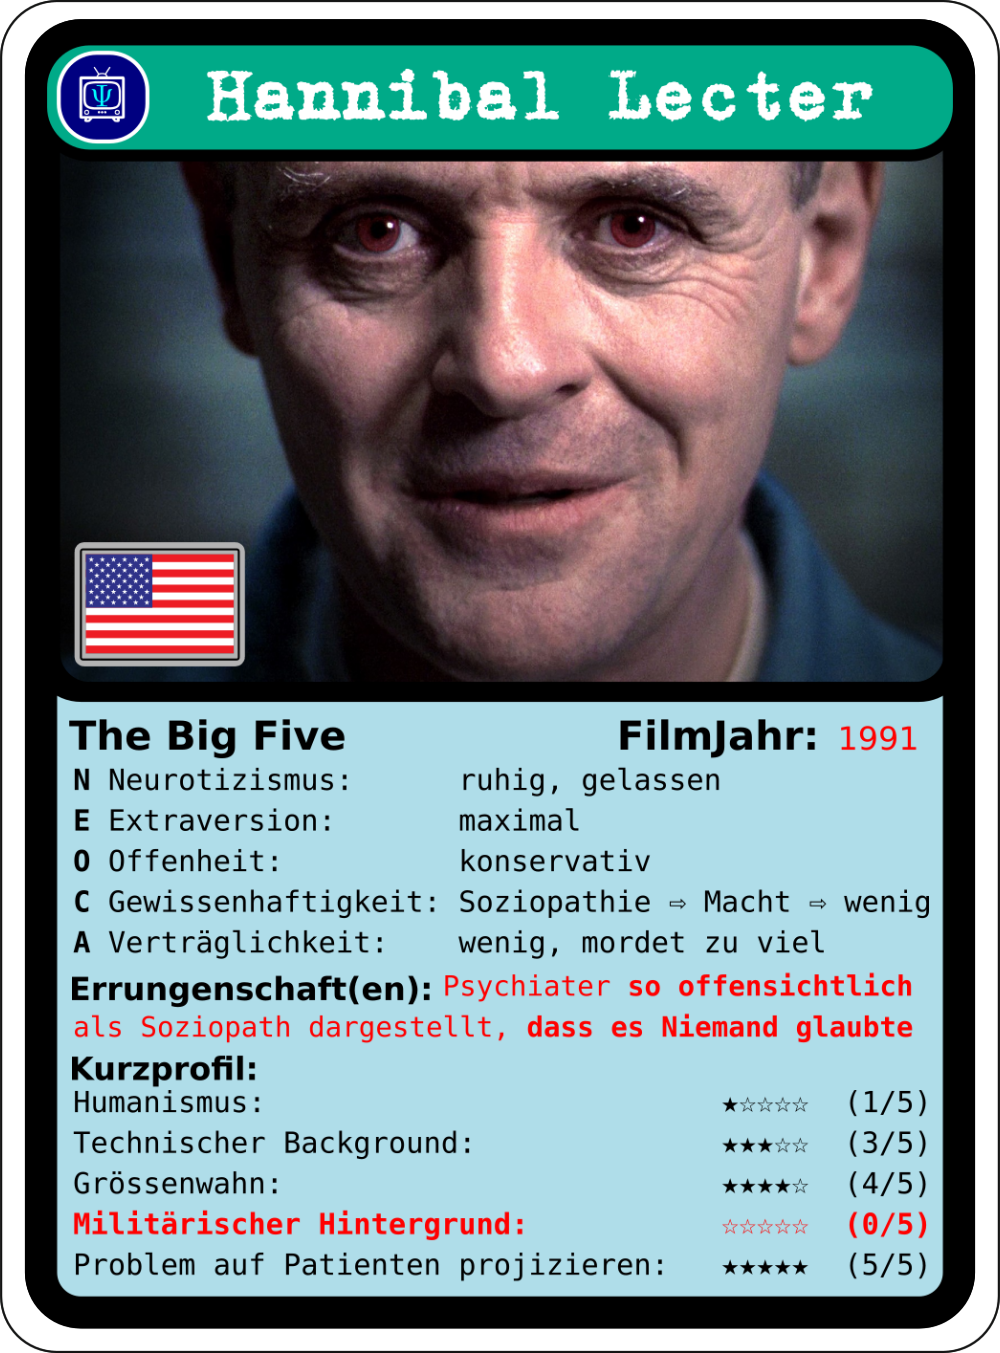 Ψ
Hannibal Lecter
The Big Five FilmJahr: 1991
N Neurotizismus: ruhig, gelassen
E Extraversion: maximal
O Offenheit: konservativ
C Gewissenhaftigkeit: Soziopathie ⇨ Macht ⇨ wenig
A Verträglichkeit: wenig, mordet zu viel
Errungenschaft(en): Psychiater so offensichtlich
als Soziopath dargestellt, dass es Niemand glaubte
Kurzprofil:
Humanismus: ★☆☆☆☆ (1/5)
Technischer Background: ★★★☆☆ (3/5)
Grössenwahn: ★★★★☆ (4/5)
Militärischer Hintergrund: ☆☆☆☆☆ (0/5)
Problem auf Patienten projizieren: ★★★★★ (5/5)